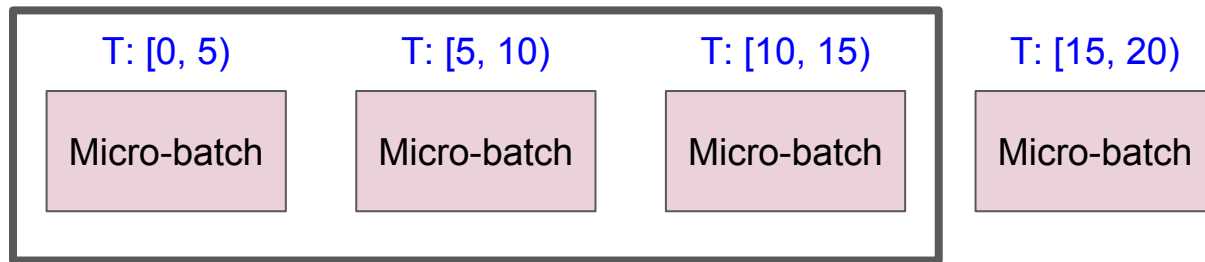 T: [0, 5) T: [5, 10) T: [10, 15) T: [15, 20)
Micro-batch Micro-batch Micro-batch Micro-batch